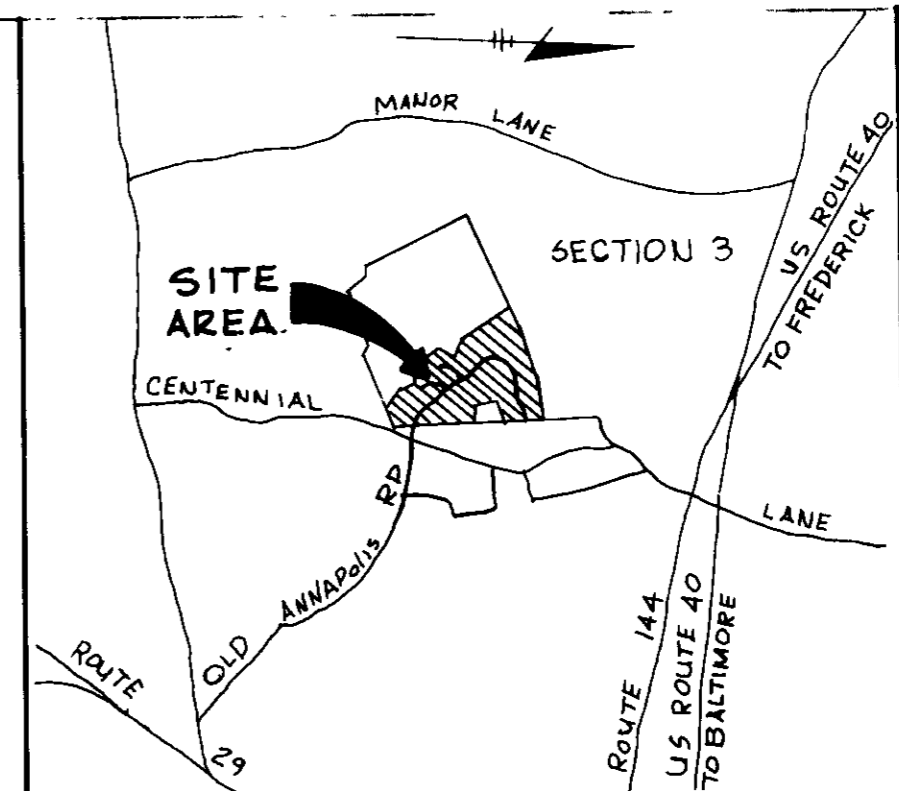 MANOR LANE
SECTION 3
US ROUTE 40
TO FREDERICK
SITE
AREA.
CENTENNIAL
LANE
OLD ANNAPOLIS RD
ROUTE
29
ROUTE 144
US ROUTE 40
TO BALTIMORE